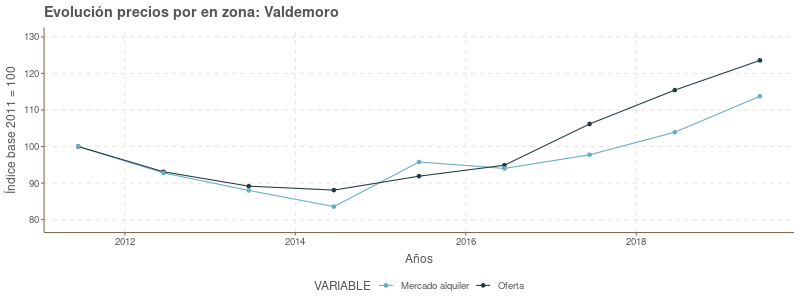 Evolución precios por en zona: Valdemoro
Índice base 2011 = 100
130
120
110
100
90
80
2012 2014 2016 2018
Años
VARIABLE Mercado alquiler Oferta